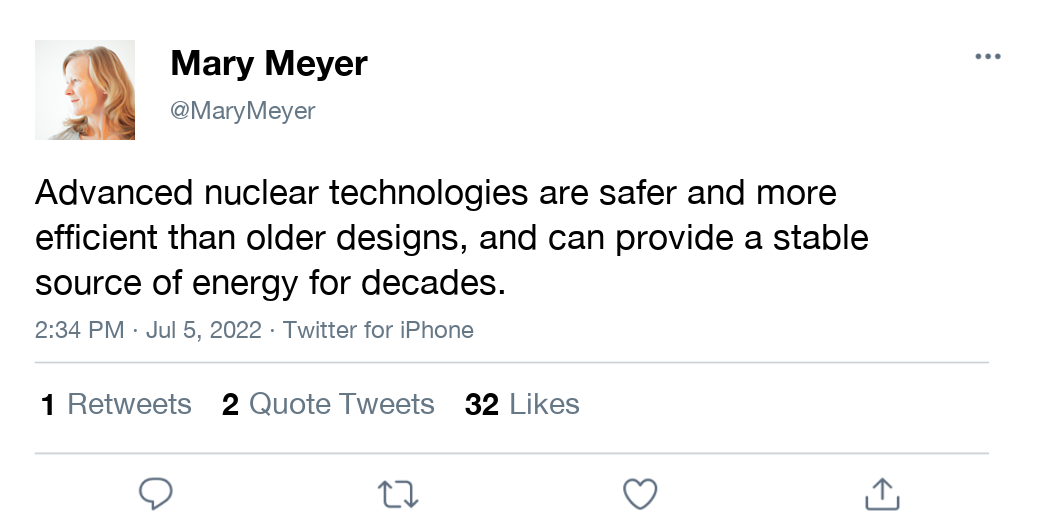 Mary Meyer
@MaryMeyer
Advanced nuclear technologies are safer and more
efficient than older designs, and can provide a stable
source of energy for decades.
2:34 PM · Jul 5, 2022 · Twitter for iPhone
1 Retweets 2 Quote Tweets 32 Likes